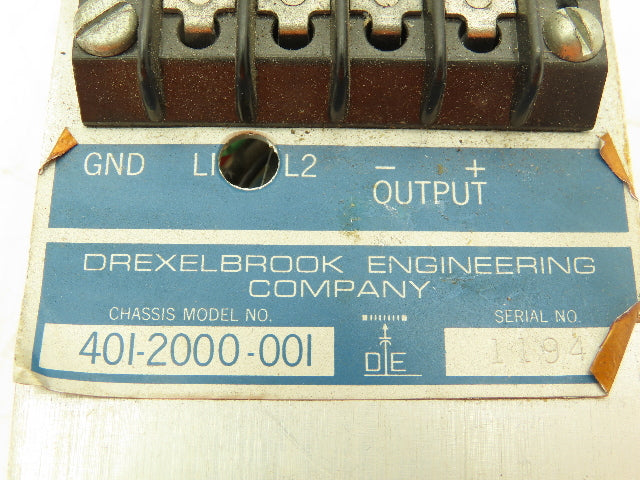 GND L1 L2 - +
OUTPUT
DREXELBROOK ENGINEERING
COMPANY
CHASSIS MODEL NO. SERIAL NO.
401-2000-001 1194
DE